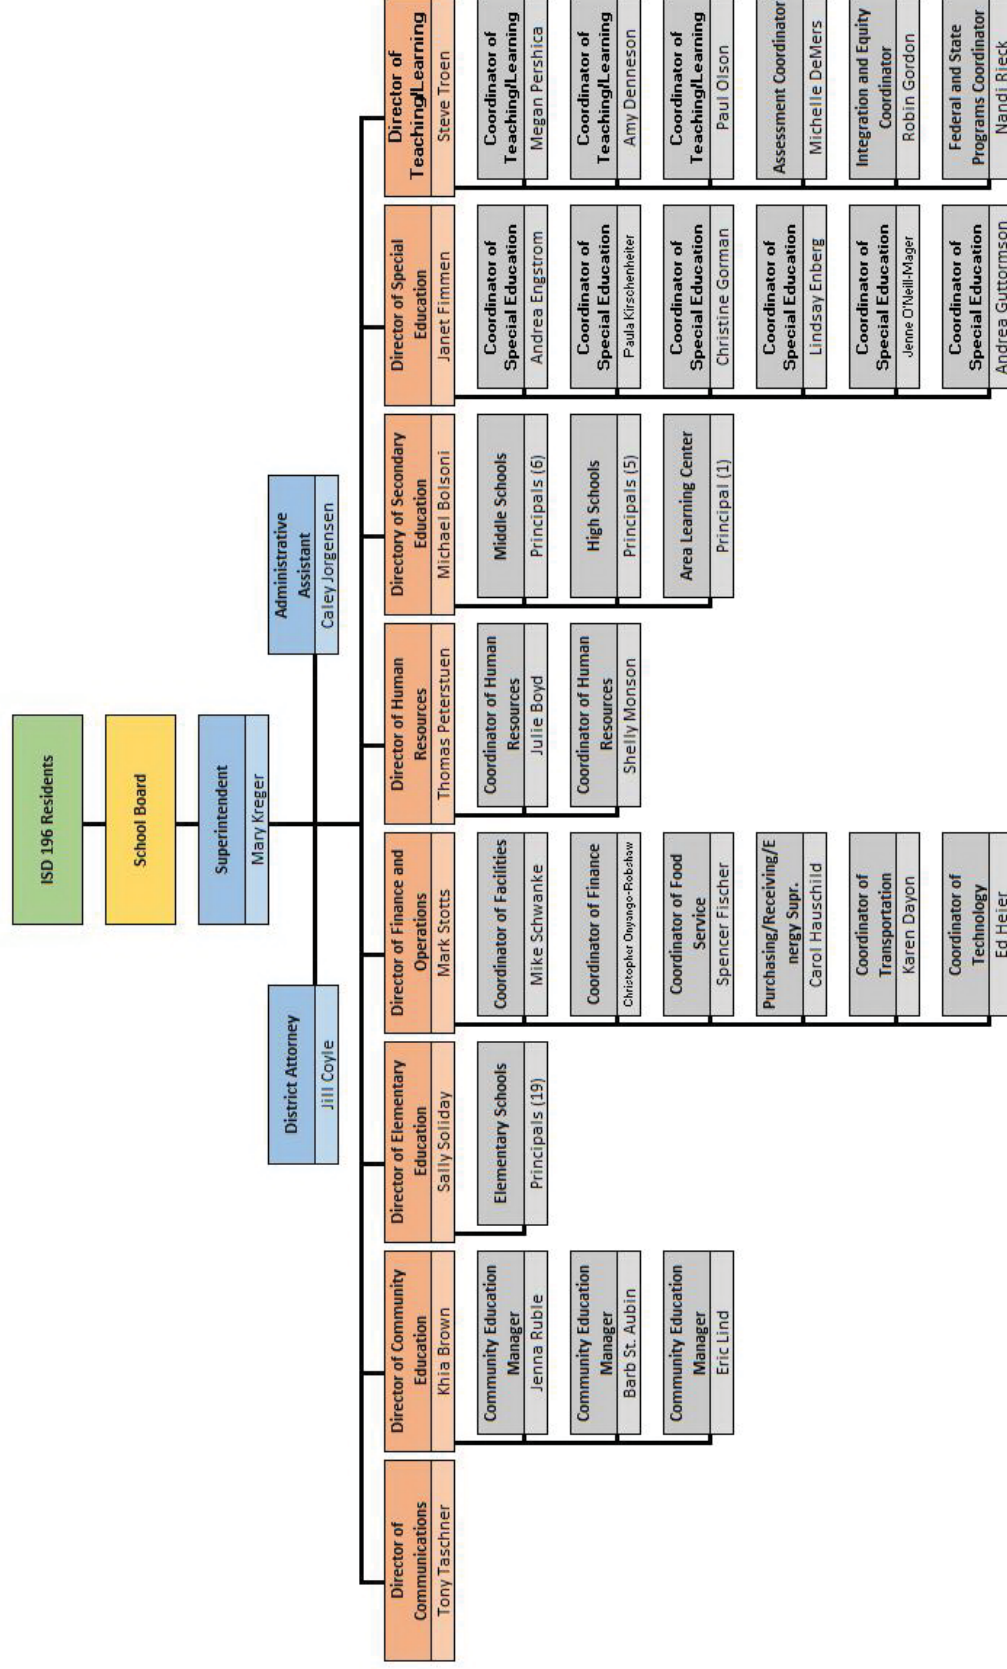 ISD 196 Residents
School Board
Superintendent
Mary Kreger
District Attorney
Jill Coyle
Administrative
Assistant
Caley Jorgensen
Director of
Communications
Tony Taschner
Director of Community
Education
Khia Brown
Community Education
Manager
Jenna Ruble
Community Education
Manager
Barb St. Aubin
Community Education
Manager
Eric Lind
Director of Elementary
Education
Sally Soliday
Elementary Schools
Principals (19)
Director of Finance and
Operations
Mark Stotts
Coordinator of Facilities
Mike Schwanke
Coordinator of Finance
Christopher Onyango-Robshaw
Coordinator of Food
Service
Spencer Fischer
Purchasing/Receiving/E
nergy Supr.
Carol Hauschild
Coordinator of
Transportation
Karen Dayon
Coordinator of
Technology
Ed Heier
Director of Human
Resources
Thomas Peterstuen
Coordinator of Human
Resources
Julie Boyd
Coordinator of Human
Resources
Shelly Monson
Directory of Secondary
Education
Michael Bolsoni
Middle Schools
Principals (6)
High Schools
Principals (5)
Area Learning Center
Principal (1)
Director of Special
Education
Janet Fimmen
Coordinator of
Special Education
Andrea Engstrom
Coordinator of
Special Education
Paula Kirschenheiter
Coordinator of
Special Education
Christine Gorman
Coordinator of
Special Education
Lindsay Enberg
Coordinator of
Special Education
Jenne O'Neill-Mager
Coordinator of
Special Education
Andrea Guttormson
Director of
Teaching/Learning
Steve Troen
Coordinator of
Teaching/Learning
Megan Pershica
Coordinator of
Teaching/Learning
Amy Denneson
Coordinator of
Teaching/Learning
Paul Olson
Assessment Coordinator
Michelle DeMers
Integration and Equity
Coordinator
Robin Gordon
Federal and State
Programs Coordinator
Nandi Rieck